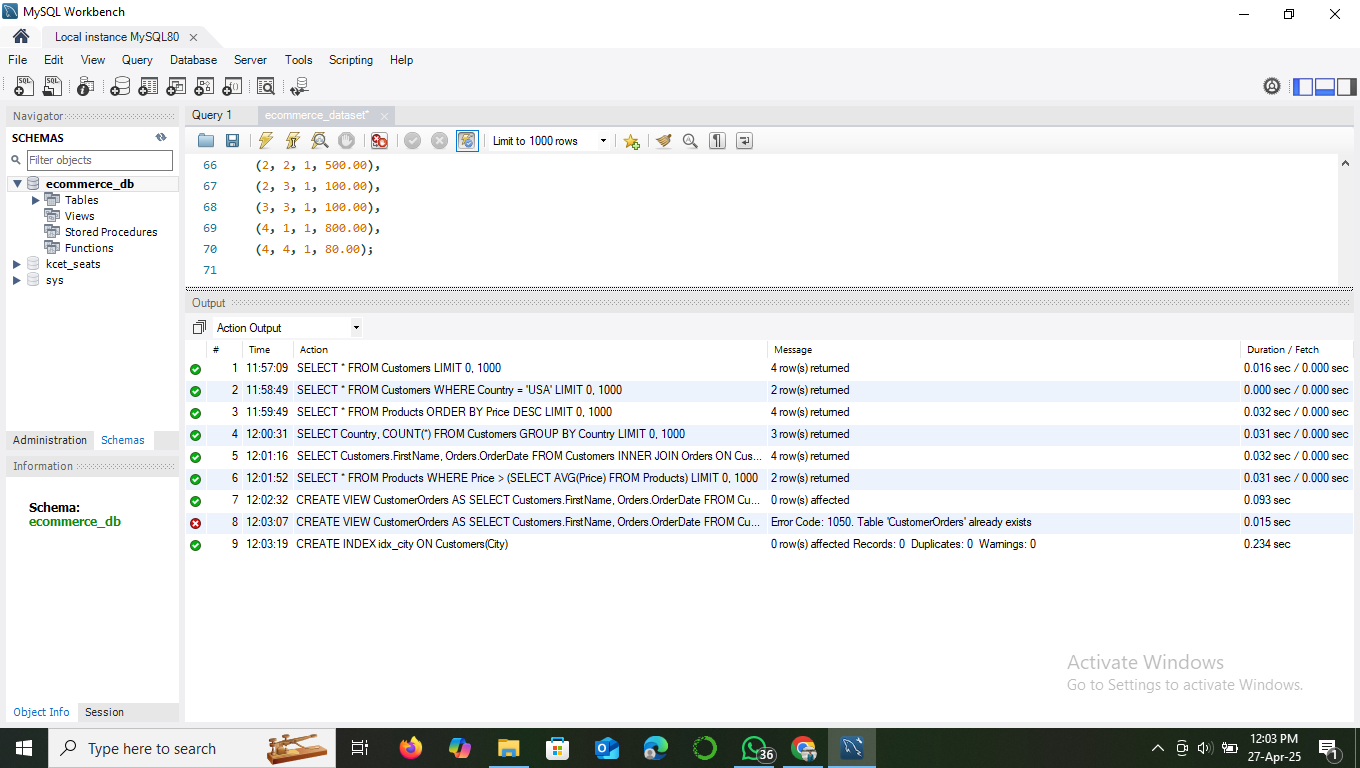 MySQL Workbench
Local instance MySQL80
File Edit View Query Database Server Tools Scripting Help
Navigator
SCHEMAS
Filter objects
ecommerce_db
Tables
Views
Stored Procedures
Functions
kcet_seats
sys
Administration Schemas
Information
Schema:
ecommerce_db
Object Info Session
Query 1 ecommerce_dataset*
Limit to 1000 rows
66 (2, 2, 1, 500.00),
67 (2, 3, 1, 100.00),
68 (3, 3, 1, 100.00),
69 (4, 1, 1, 800.00),
70 (4, 4, 1, 80.00);
71
Output
Action Output
# Time Action Message Duration / Fetch
1 11:57:09 SELECT * FROM Customers LIMIT 0, 1000 4 row(s) returned 0.016 sec / 0.000 sec
2 11:58:49 SELECT * FROM Customers WHERE Country = 'USA' LIMIT 0, 1000 2 row(s) returned 0.000 sec / 0.000 sec
3 11:59:49 SELECT * FROM Products ORDER BY Price DESC LIMIT 0, 1000 4 row(s) returned 0.032 sec / 0.000 sec
4 12:00:31 SELECT Country, COUNT(*) FROM Customers GROUP BY Country LIMIT 0, 1000 3 row(s) returned 0.031 sec / 0.000 sec
5 12:01:16 SELECT Customers.FirstName, Orders.OrderDate FROM Customers INNER JOIN Orders ON Cus... 4 row(s) returned 0.032 sec / 0.000 sec
6 12:01:52 SELECT * FROM Products WHERE Price > (SELECT AVG(Price) FROM Products) LIMIT 0, 1000 2 row(s) returned 0.031 sec / 0.000 sec
7 12:02:32 CREATE VIEW CustomerOrders AS SELECT Customers.FirstName, Orders.OrderDate FROM Cu... 0 row(s) affected 0.093 sec
8 12:03:07 CREATE VIEW CustomerOrders AS SELECT Customers.FirstName, Orders.OrderDate FROM Cu... Error Code: 1050. Table 'CustomerOrders' already exists 0.015 sec
9 12:03:19 CREATE INDEX idx_city ON Customers(City) 0 row(s) affected Records: 0 Duplicates: 0 Warnings: 0 0.234 sec
Activate Windows
Go to Settings to activate Windows.
Type here to search
36
12:03 PM
27-Apr-25
1